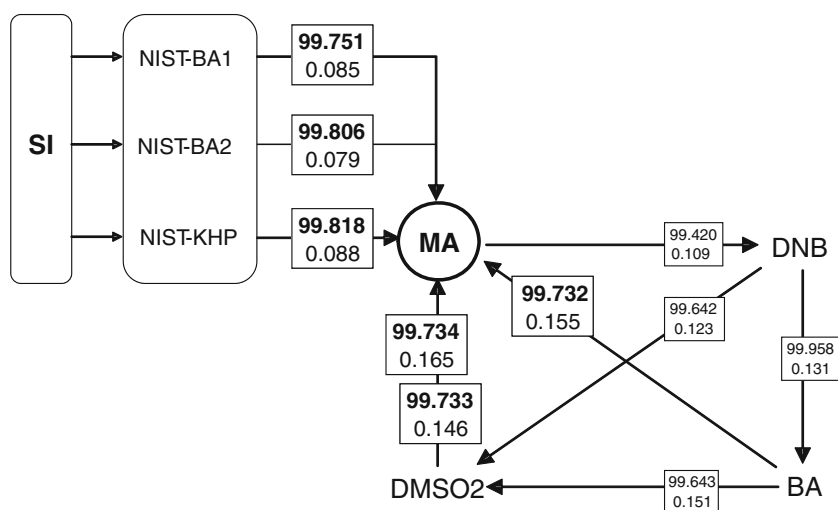 SI
NIST-BA1
99.751
0.085
NIST-BA2
99.806
0.079
NIST-KHP
99.818
0.088
MA
99.420
0.109
DNB
99.732
0.155
99.642
0.123
99.734
0.165
99.958
0.131
99.733
0.146
DMSO2
99.643
0.151
BA